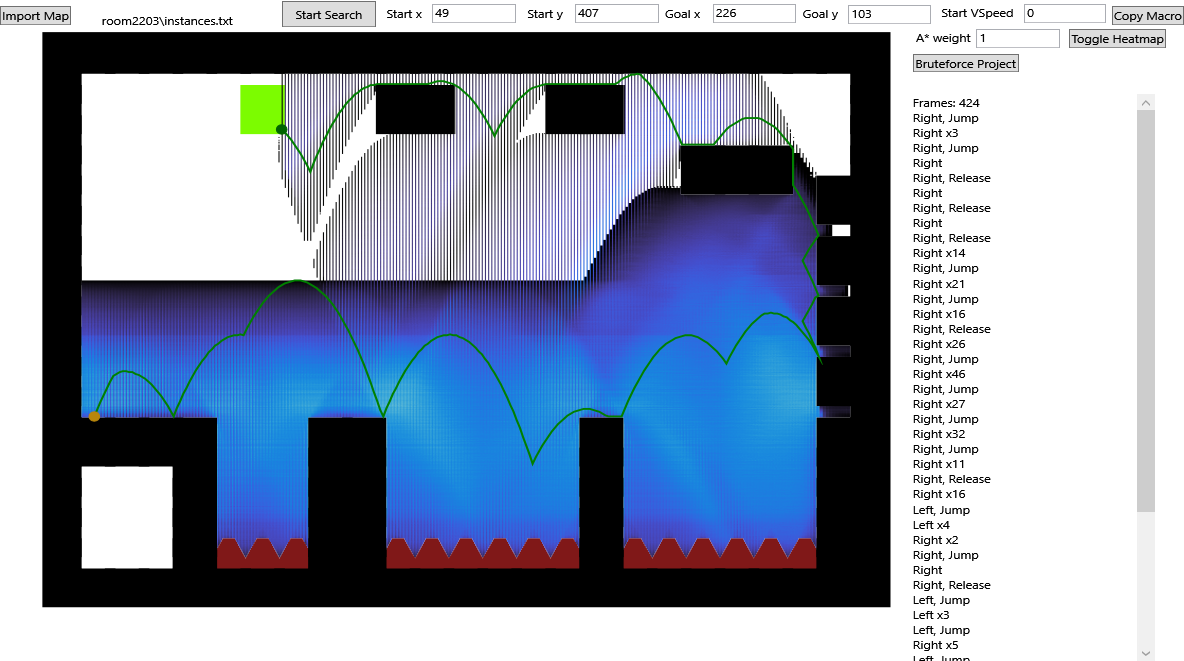 Import Map
room2203\instances.txt
Start Search
Start x 49
Start y 407
Goal x 226
Goal y 103
Start VSpeed 0
Copy Macro
A* weight 1
Toggle Heatmap
Bruteforce Project
Frames: 424
Right, Jump
Right x3
Right, Jump
Right
Right, Release
Right
Right, Release
Right
Right, Release
Right x14
Right, Jump
Right x21
Right, Jump
Right x16
Right, Release
Right x26
Right, Jump
Right x46
Right, Jump
Right x27
Right, Jump
Right x32
Right, Jump
Right x11
Right, Release
Right x16
Left, Jump
Left x4
Right x2
Right, Jump
Right
Right, Release
Left, Jump
Left x3
Left, Jump
Right x5
Left, Jump